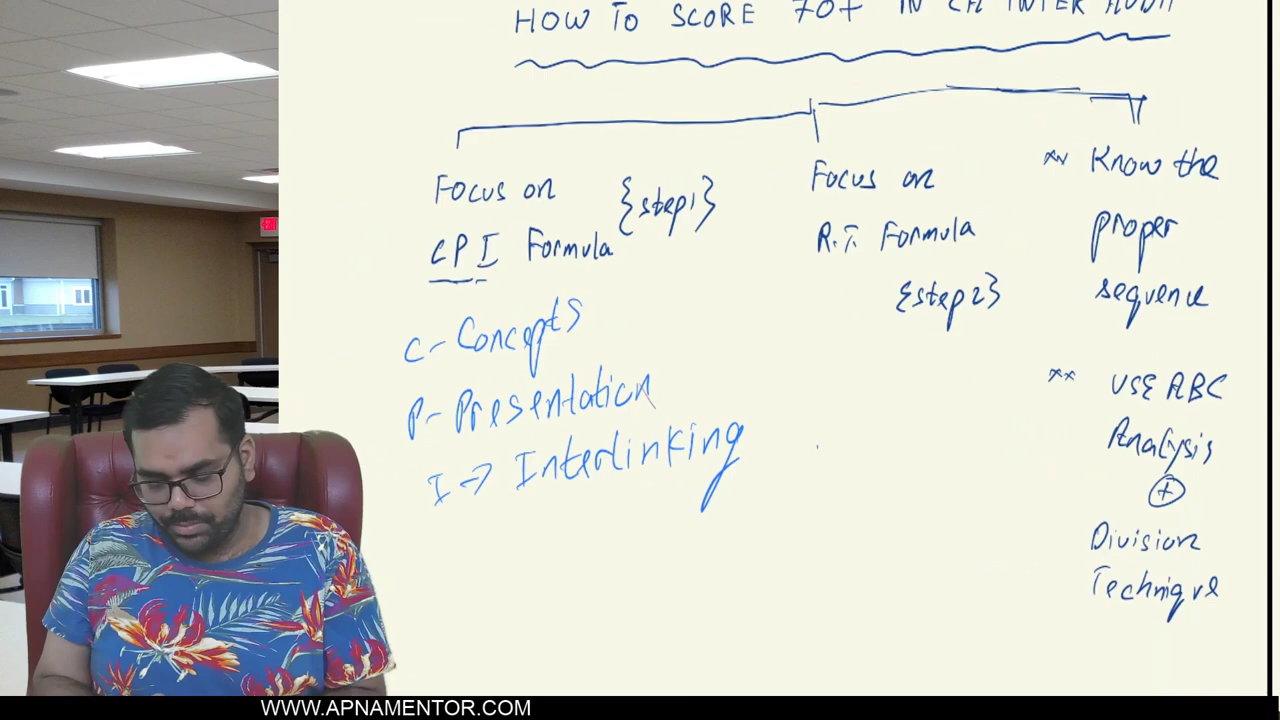 HOW TO SCORE 70+ IN CA INTER AUDIT
Focus on {step1}
CPI Formula
C- Concepts
P- Presentation
I → Interlinking
Focus on
R.T. Formula
{step2}
Know the
proper
sequence
USE ABC
Analysis
+
Division
Technique
EXIT
WWW.APNAMENTOR.COM